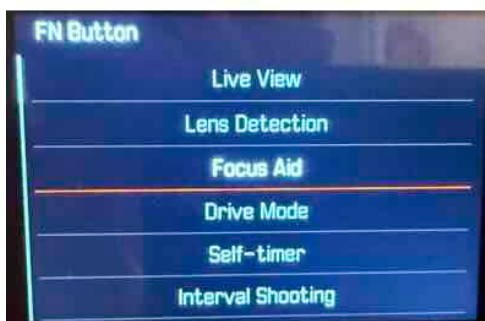 FN Button
Live View
Lens Detection
Focus Aid
Drive Mode
Self-timer
Interval Shooting